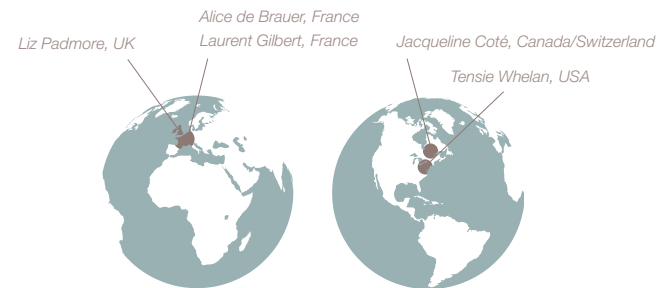 Alice de Brauer, France
Liz Padmore, UK
Laurent Gilbert, France
Jacqueline Coté, Canada/Switzerland
Tensie Whelan, USA